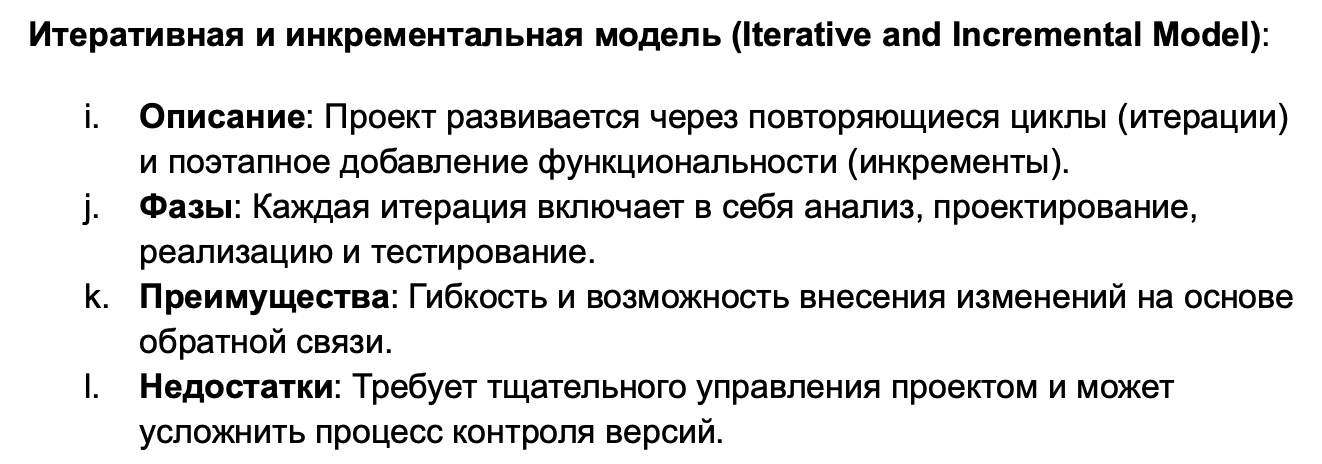 Итеративная и инкрементальная модель (Iterative and Incremental Model):
i. Описание: Проект развивается через повторяющиеся циклы (итерации)
и поэтапное добавление функциональности (инкременты).
j. Фазы: Каждая итерация включает в себя анализ, проектирование,
реализацию и тестирование.
k. Преимущества: Гибкость и возможность внесения изменений на основе
обратной связи.
l. Недостатки: Требует тщательного управления проектом и может
усложнить процесс контроля версий.